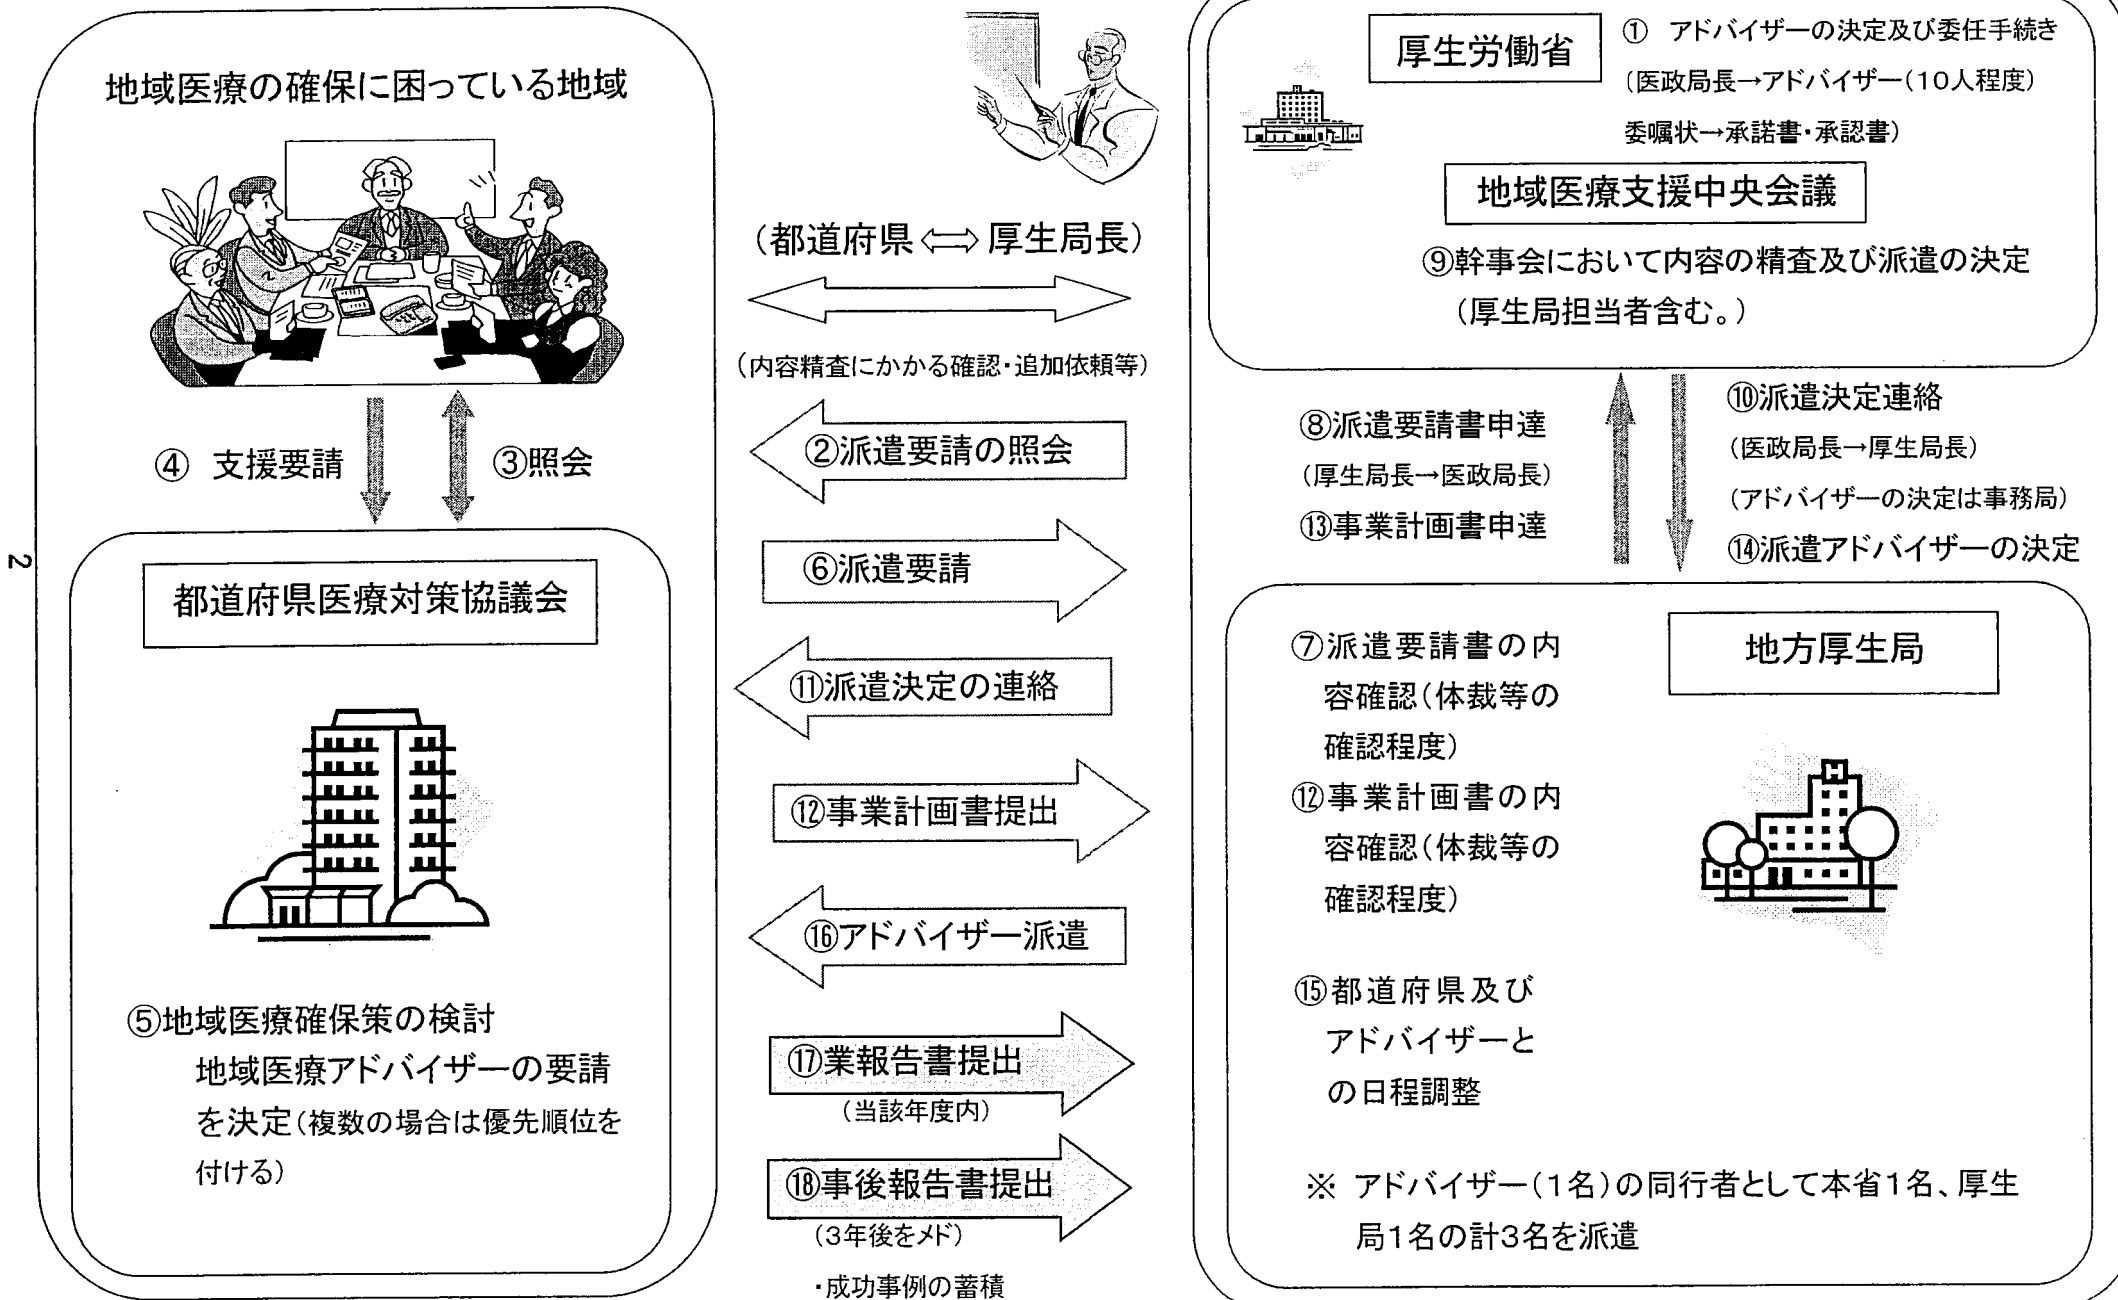 地域医療の確保に困っている地域
④ 支援要請
③照会
都道府県医療対策協議会
⑤地域医療確保策の検討
地域医療アドバイザーの要請
を決定(複数の場合は優先順位を
付ける)
2
(都道府県⇔厚生局長)
(内容精査にかかる確認・追加依頼等)
②派遣要請の照会
⑥派遣要請
⑪派遣決定の連絡
⑫事業計画書提出
⑯アドバイザー派遣
⑰業報告書提出
(当該年度内)
⑱事後報告書提出
(3年後をメド)
・成功事例の蓄積
厚生労働省
① アドバイザーの決定及び委任手続き
(医政局長→アドバイザー(10人程度)
委嘱状→承諾書・承認書)
地域医療支援中央会議
⑨幹事会において内容の精査及び派遣の決定
(厚生局担当者含む。)
⑧派遣要請書申達
(厚生局長→医政局長)
⑬事業計画書申達
⑩派遣決定連絡
(医政局長→厚生局長)
(アドバイザーの決定は事務局)
⑭派遣アドバイザーの決定
地方厚生局
⑦派遣要請書の内
容確認(体裁等の
確認程度)
⑫事業計画書の内
容確認(体裁等の
確認程度)
⑮都道府県及び
アドバイザーと
の日程調整
※ アドバイザー(1名)の同行者として本省1名、厚生
局1名の計3名を派遣